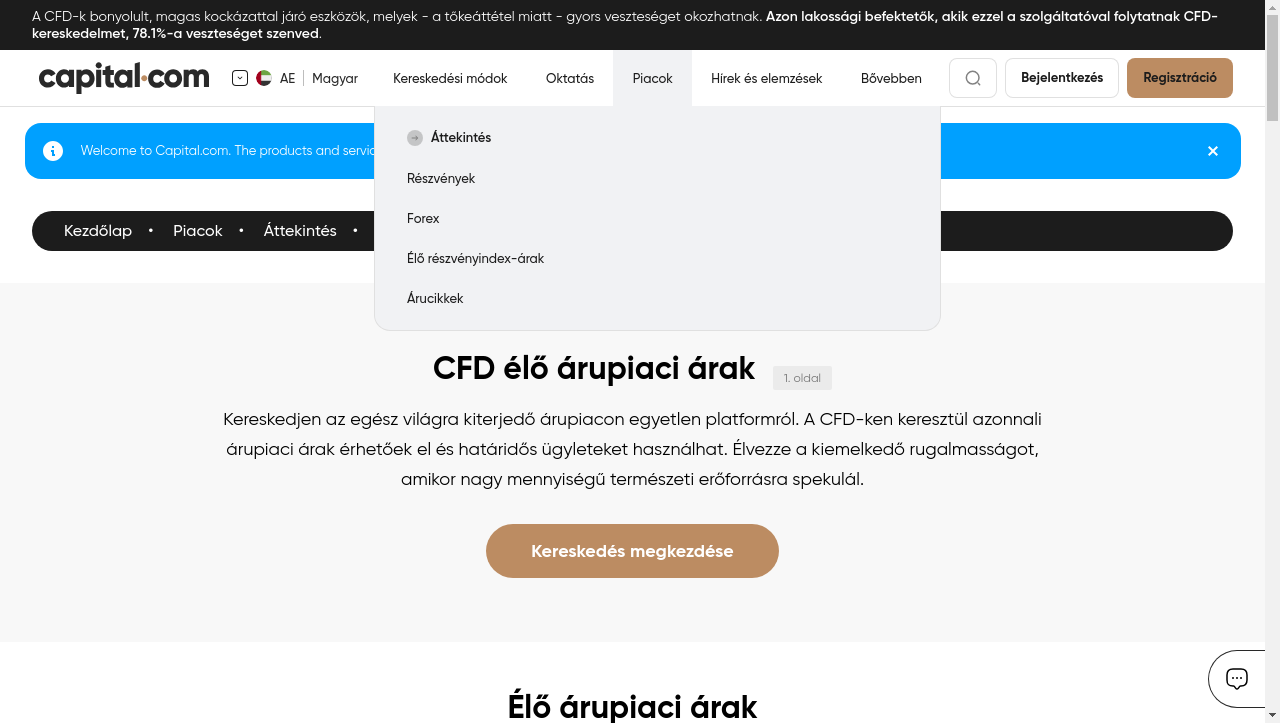 A CFD-k bonyolult, magas kockázattal járó eszközök, melyek - a tőkeáttétel miatt - gyors veszteséget okozhatnak. Azon lakossági befektetők, akik ezzel a szolgáltatóval folytatnak CFD-
kereskedelmet, 78.1%-a veszteséget szenved.
capital.com AE Magyar Kereskedési módok Oktatás Piacok Hírek és elemzések Bővebben Bejelentkezés Regisztráció
Áttekintés
Welcome to Capital.com. The products and
Részvények
Forex
Kezdőlap • Piacok • Áttekintés •
Élő részvényindex-árak
Árucikkek
CFD élő árupiaci árak 1. oldal
Kereskedjen az egész világra kiterjedő árupiacon egyetlen platformról. A CFD-ken keresztül azonnali
árupiaci árak érhetőek el és határidős ügyleteket használhat. Élvezze a kiemelkedő rugalmasságot,
amikor nagy mennyiségű természeti erőforrásra spekulál.
Kereskedés megkezdése
Élő árupiaci árak